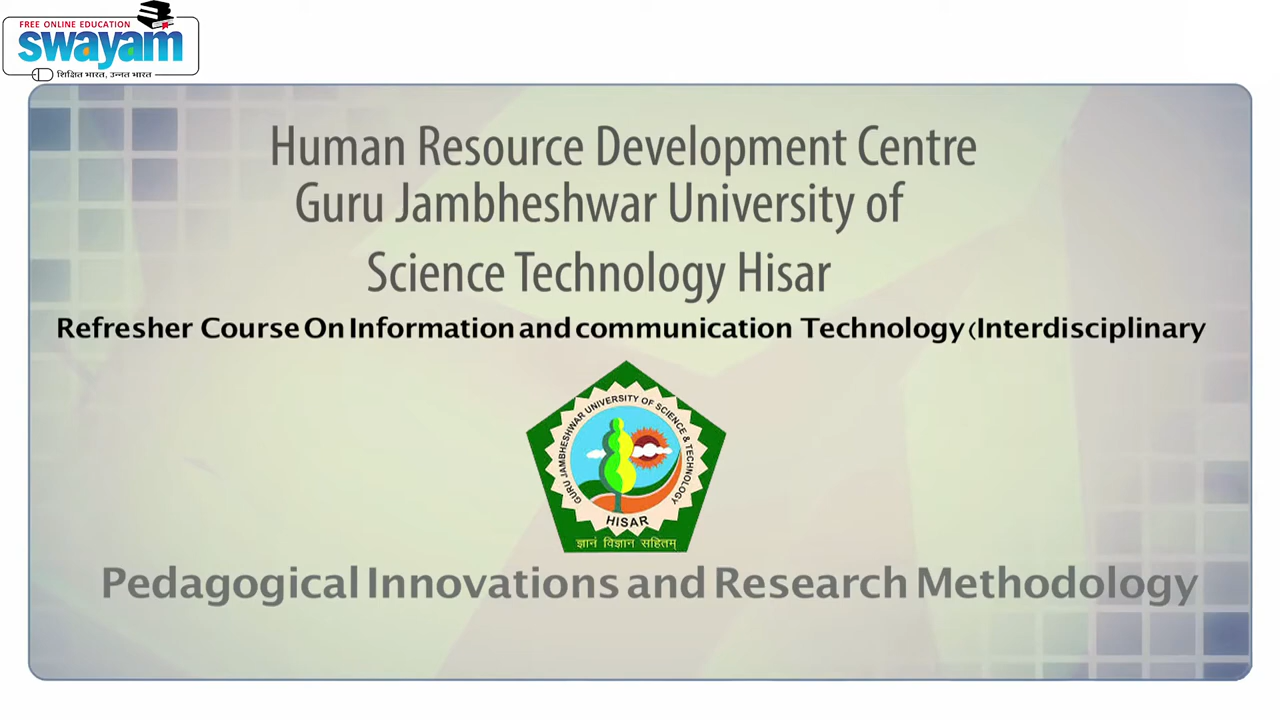 FREE ONLINE EDUCATION
swayam
शिक्षित भारत, उन्नत भारत
Human Resource Development Centre
Guru Jambheshwar University of
Science Technology Hisar
Refresher Course On Information and communication Technology (Interdisciplinary
GURU JAMBHESHWAR UNIVERSITY OF SCIENCE & TECHNOLOGY
HISAR
ज्ञानं विज्ञान सहितम्
Pedagogical Innovations and Research Methodology